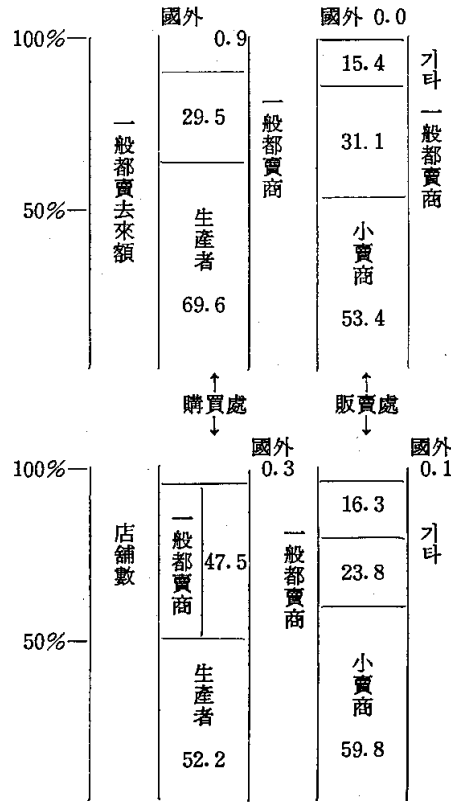 國外
0.9
國外 0.0
100%
15.4
기타
29.5
31.1
一般都賣去來額
一般都賣商
一般都賣商
50%
生產者
69.6
小賣商
53.4
購買處
販賣處
國外
0.3
國外
0.1
100%
16.3
店舖數
一般都賣商
47.5
一般都賣商
23.8
기타
50%
生產者
52.2
小賣商
59.8